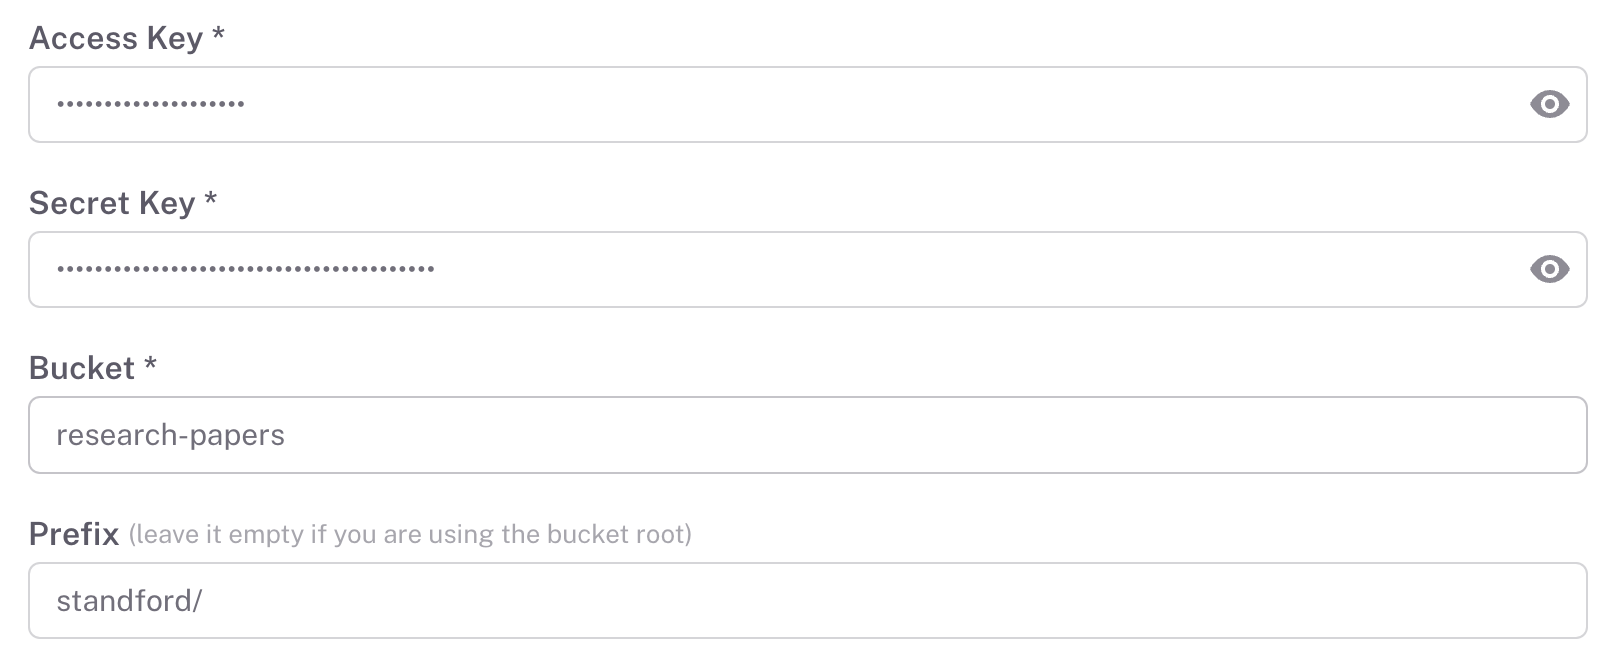 Access Key *
••••••••••••••••••••
Secret Key *
••••••••••••••••••••••••••••••••••••••••
Bucket *
research-papers
Prefix (leave it empty if you are using the bucket root)
standford/